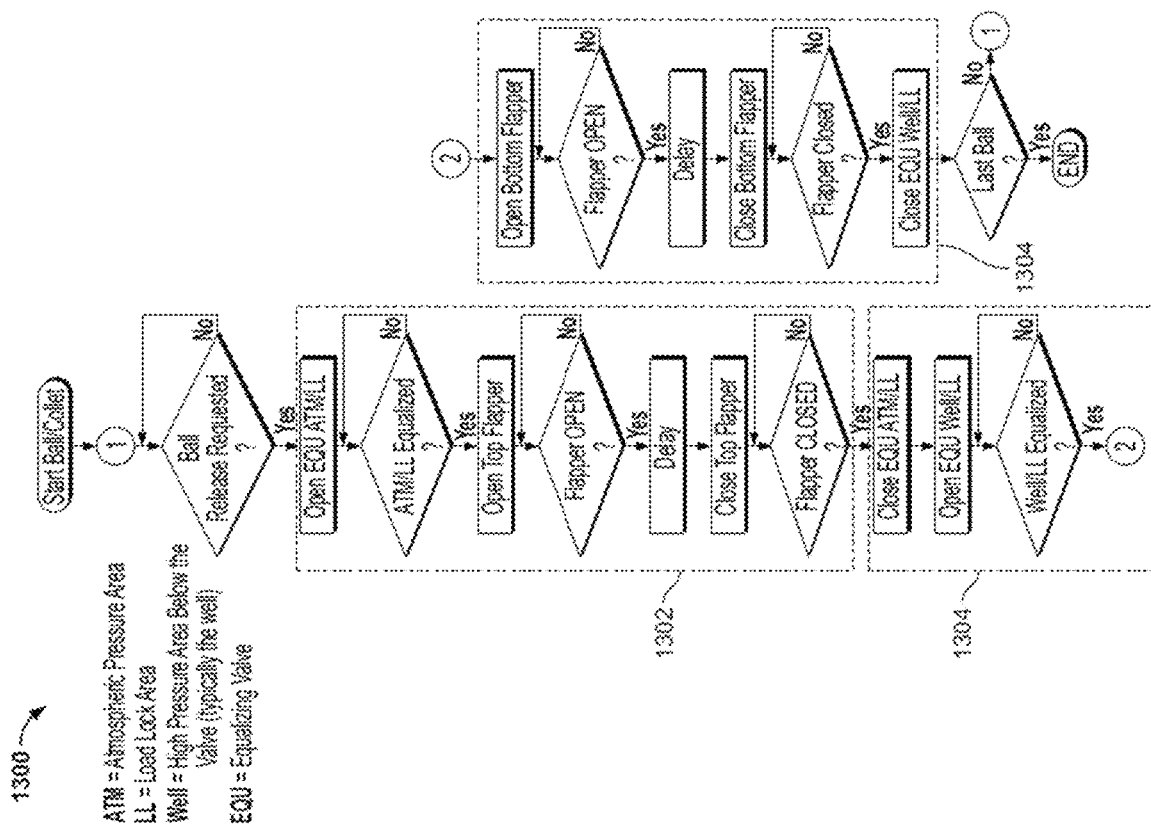 1300
ATM = Atmospheric Pressure Area
LL = Load Lock Area
Well = High Pressure Area Below the
Valve (typically the well)
EQU = Equalizing Valve
Start Ball/Collet
1
Ball
Release Requested
?
No
Yes
Open EQU ATM/LL
ATM/LL Equalized
?
No
Yes
Open Top Flapper
Flapper OPEN
?
No
Yes
Delay
Close Top Flapper
Flapper CLOSED
?
No
Yes
1302
Close EQU ATM/LL
Open EQU Well/LL
Well/LL Equalized
?
No
Yes
2
1304
2
Open Bottom Flapper
Flapper OPEN
?
No
Yes
Delay
Close Bottom Flapper
Flapper Closed
?
No
Yes
Close EQU Well/LL
1304
Last Ball
?
No
1
Yes
END